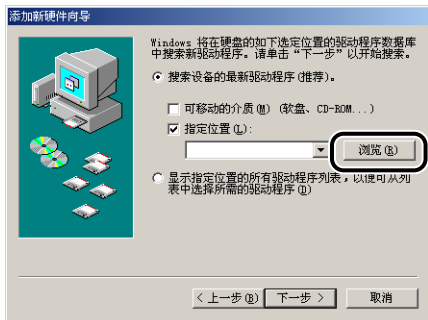 添加新硬件向导
Windows 将在硬盘的如下选定位置的驱动程序数据库
中搜索新驱动程序。请单击“下一步”以开始搜索。
搜索设备的最新驱动程序(推荐)。
可移动的介质(M) (软盘、CD-ROM...)
指定位置(L):
浏览(R)
显示指定位置的所有驱动程序列表，以便可从列
表中选择所需的驱动程序(D)
< 上一步(B)
下一步 >
取消